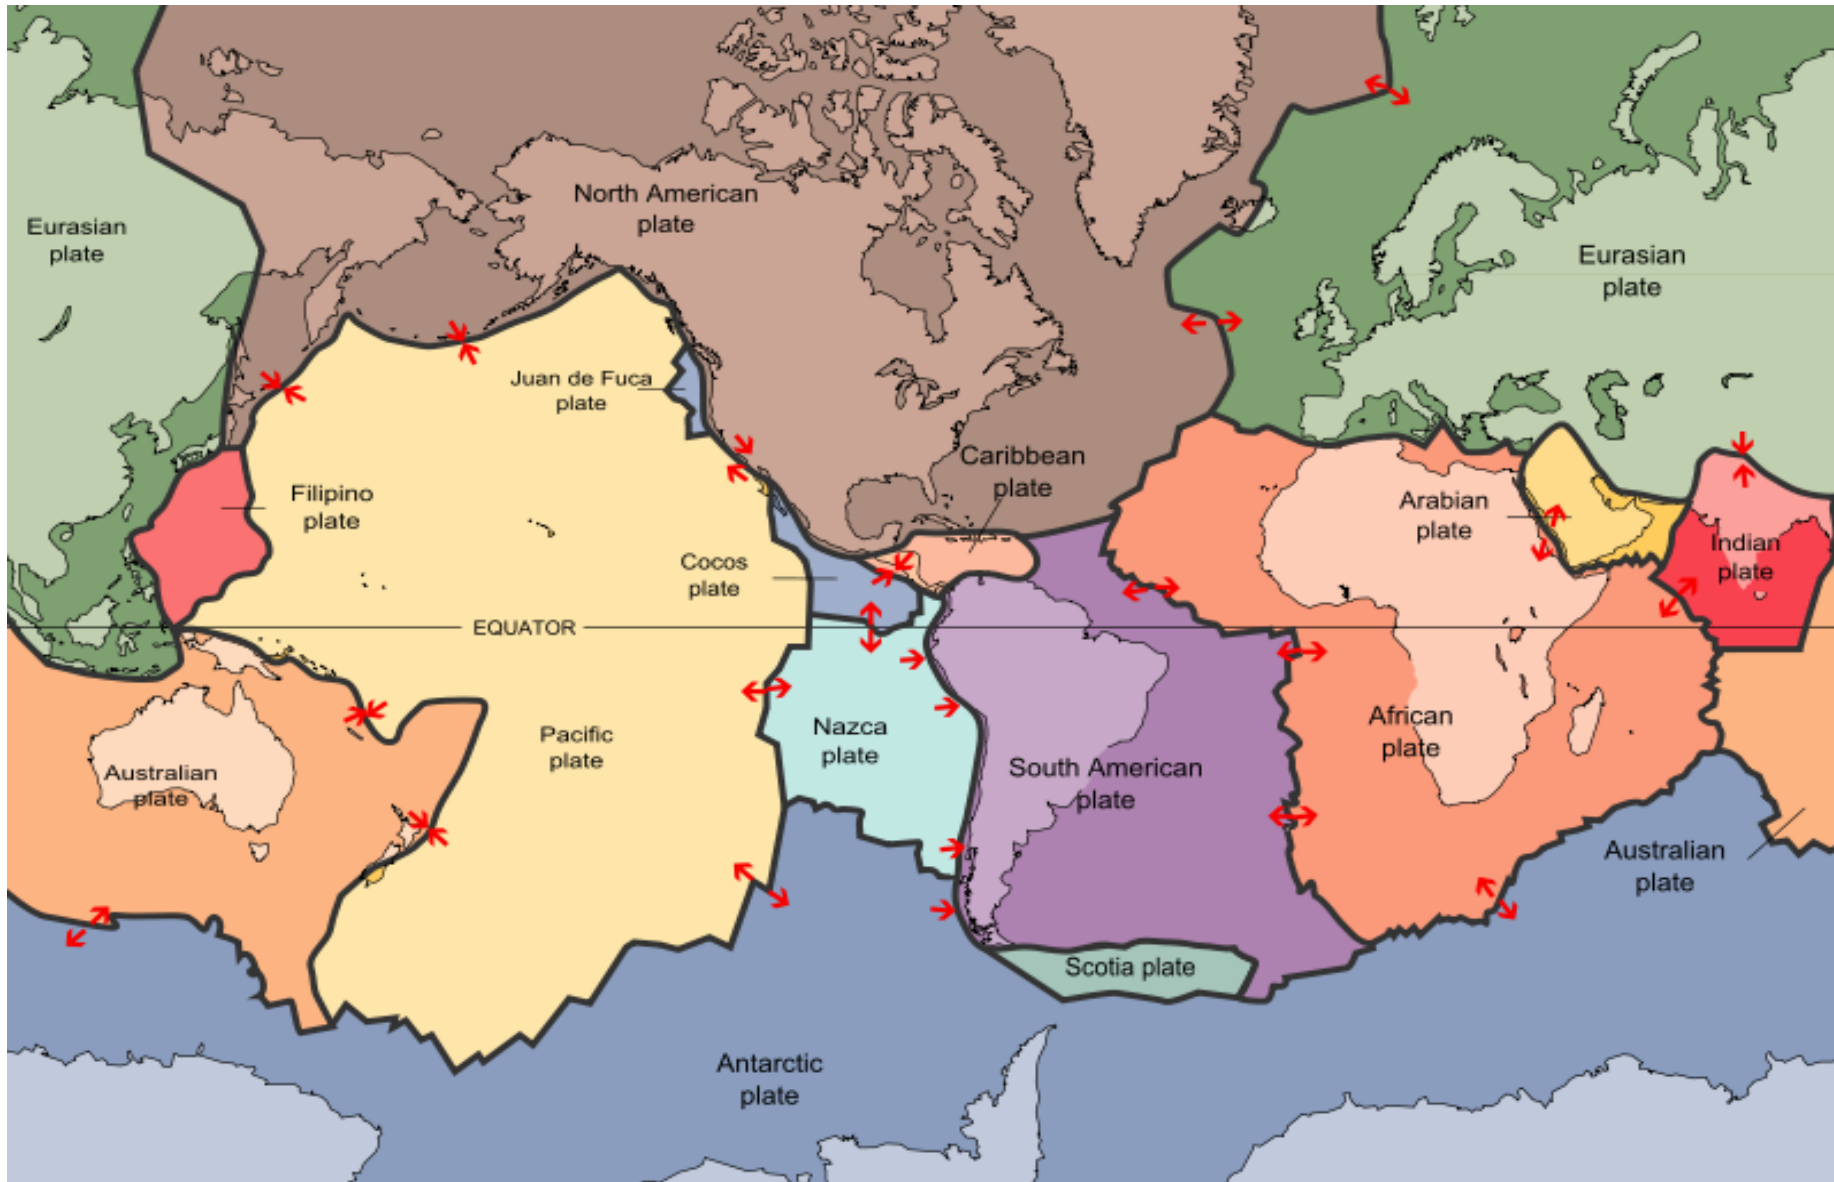 North American
plate
Eurasian
plate
Eurasian
plate
Juan de Fuca
plate
Caribbean
plate
Filipino
plate
Arabian
plate
Cocos
plate
Indian
plate
EQUATOR
Nazca
plate
Pacific
plate
African
plate
Australian
plate
South American
plate
Australian
plate
Scotia plate
Antarctic
plate